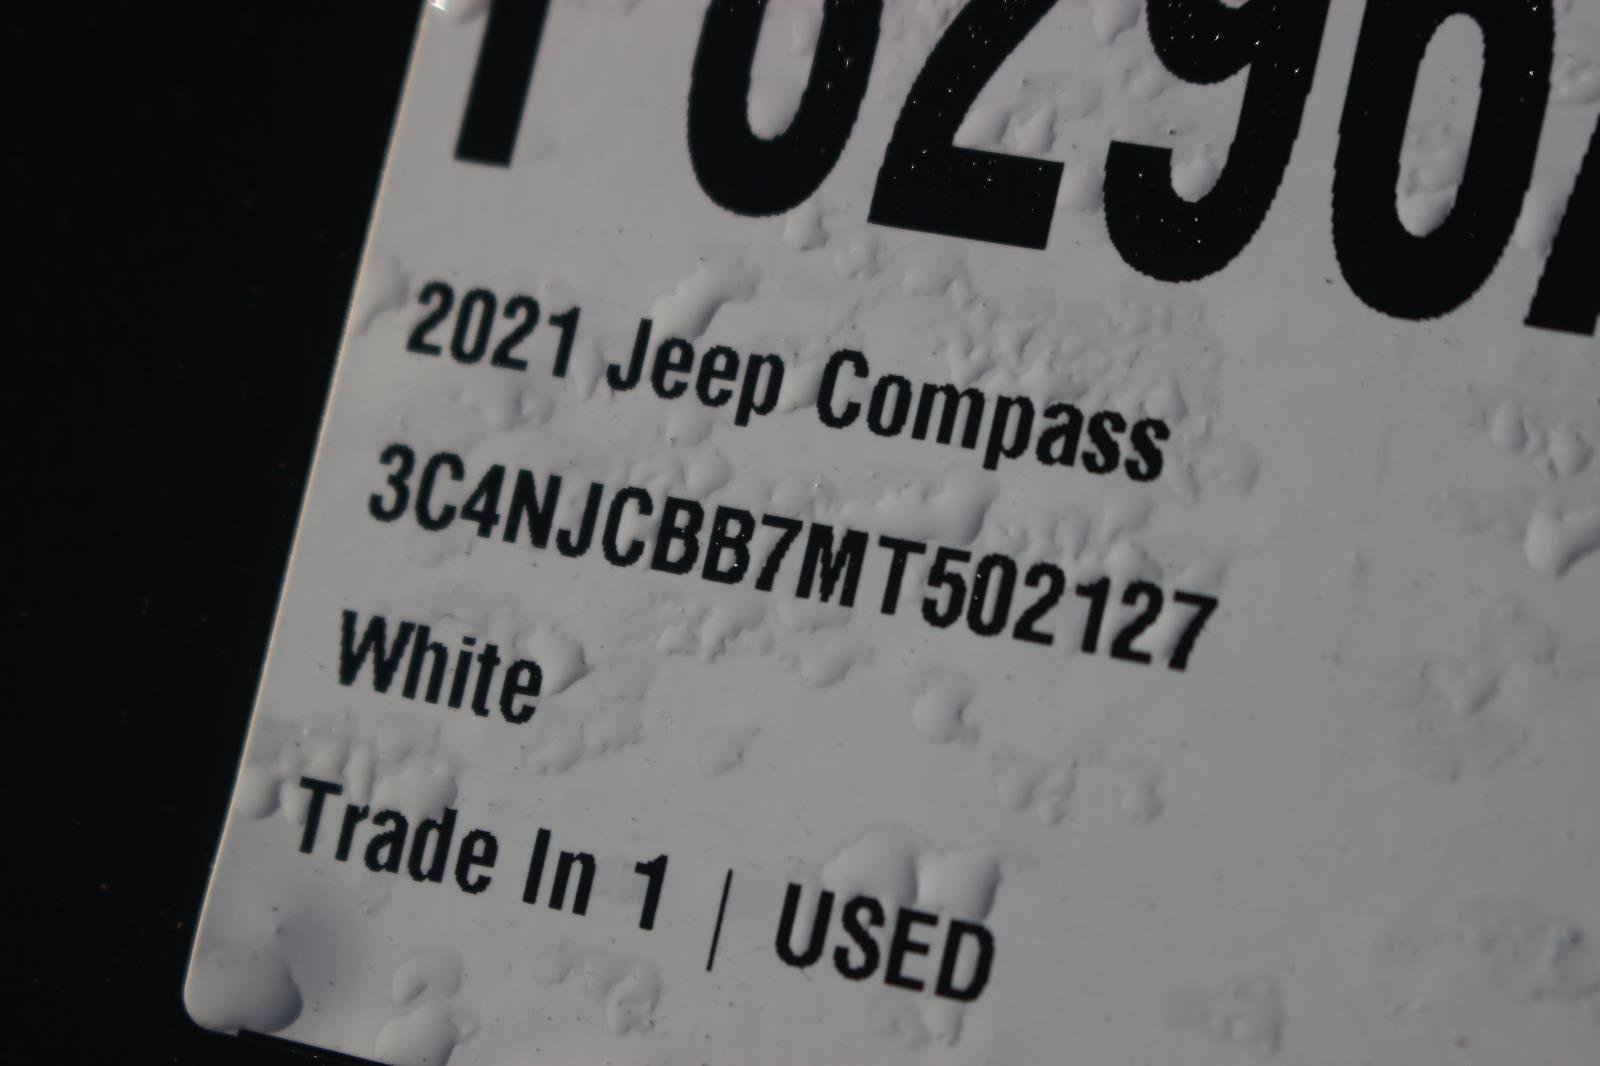 2021 Jeep Compass
3C4NJCBB7MT502127
White
Trade In 1 | USED